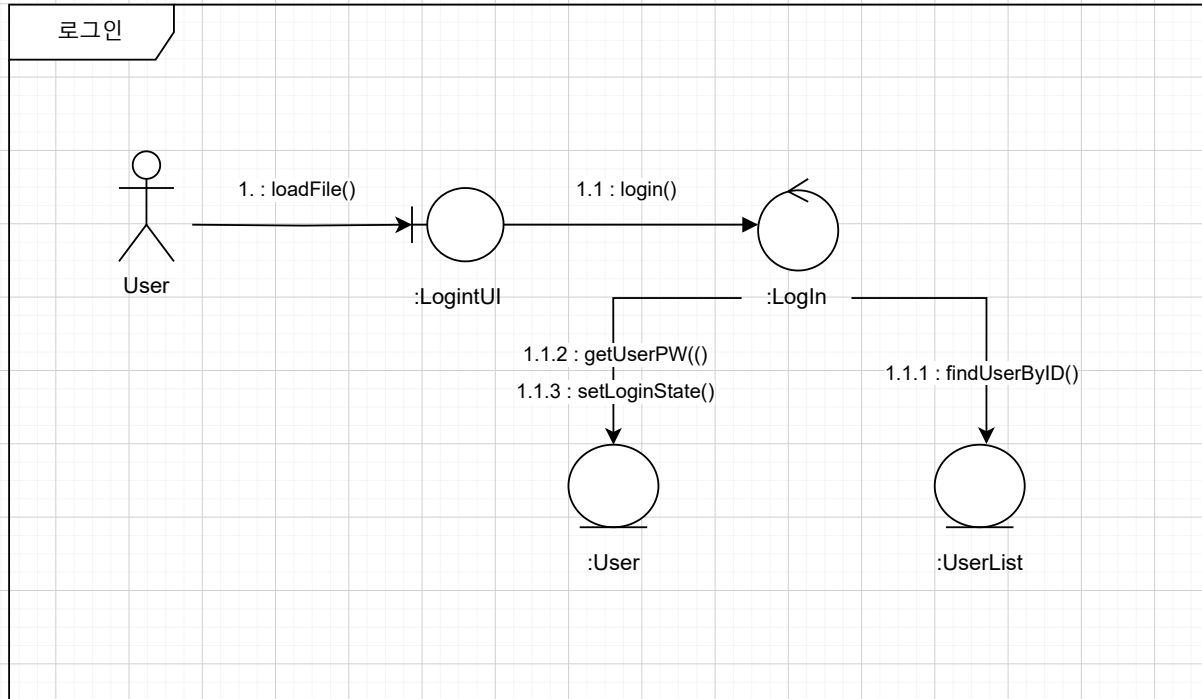 로그인
1. : loadFile()
1.1 : login()
User
:LogintUI
:LogIn
1.1.2 : getUserPW(()
1.1.3 : setLoginState()
1.1.1 : findUserByID()
:User
:UserList